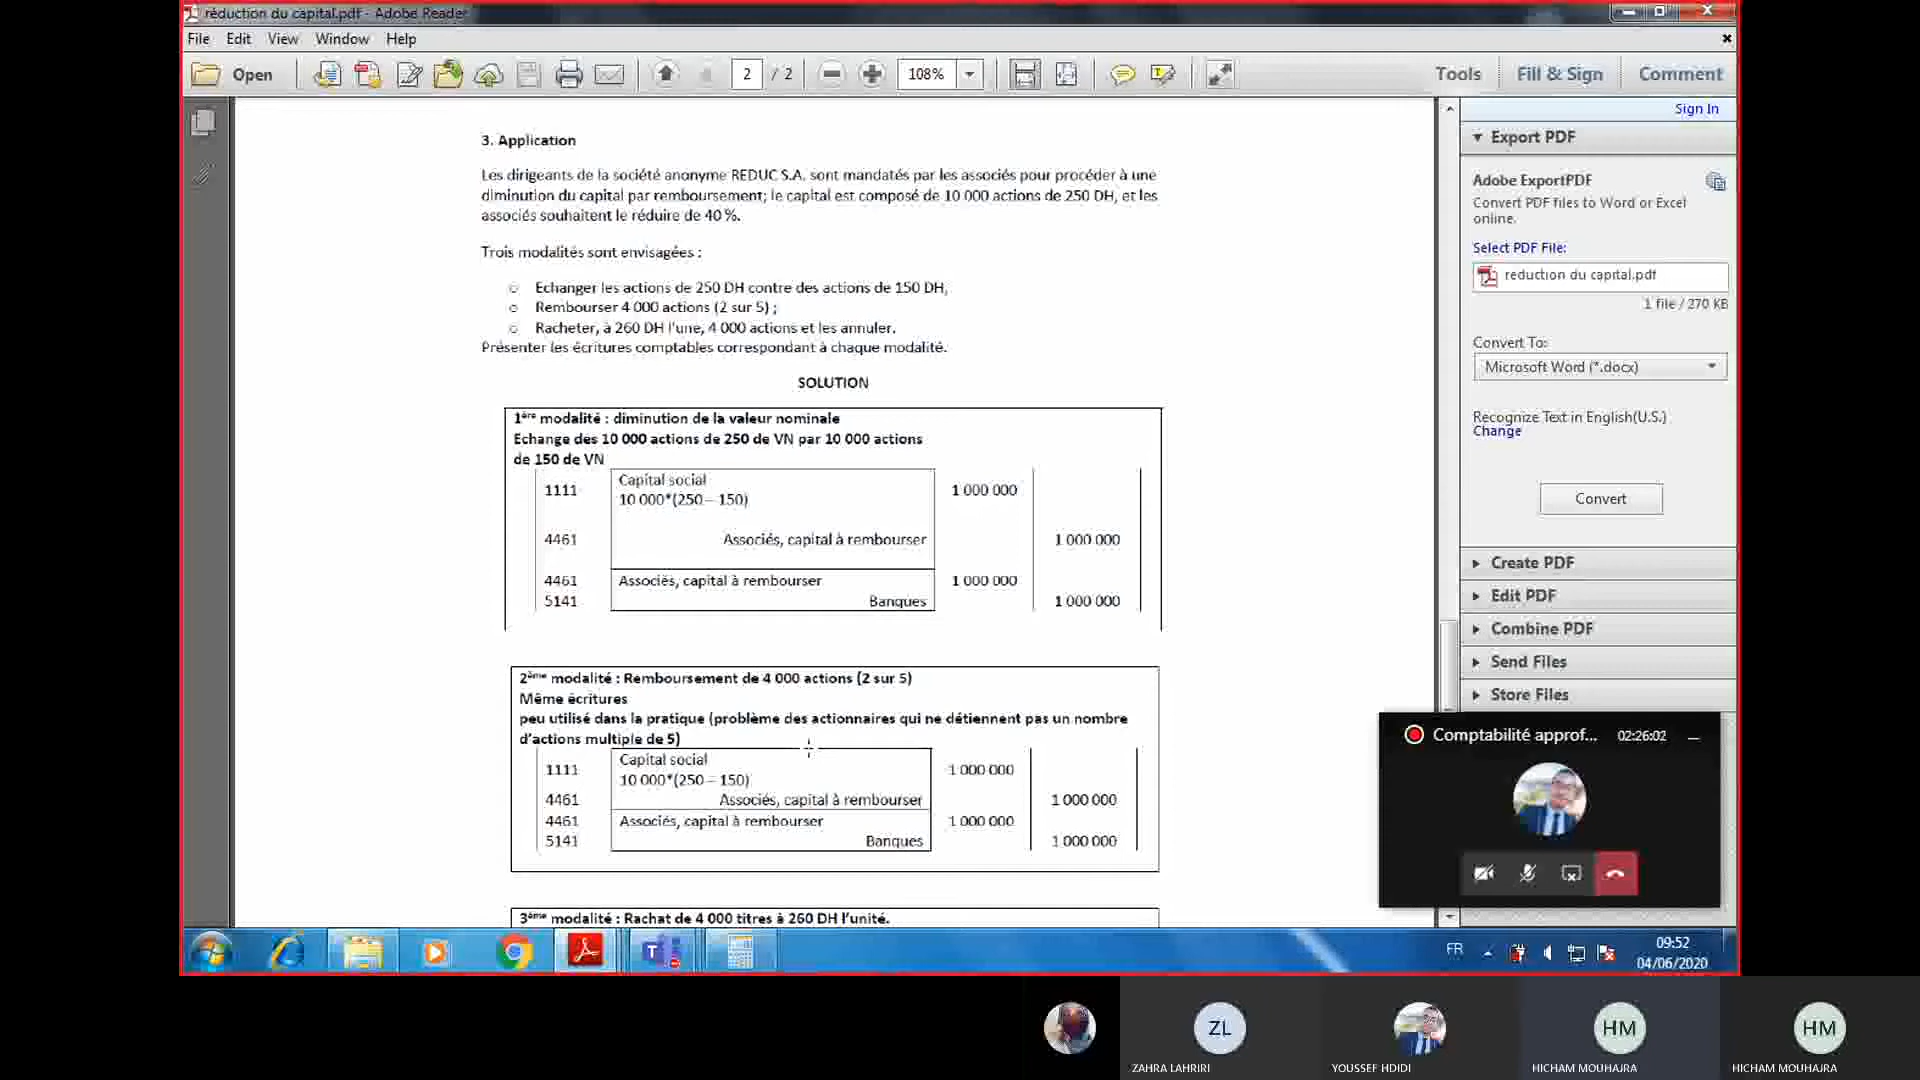 réduction du capital.pdf - Adobe Reader
File Edit View Window Help
Open 2 / 2 108% Tools Fill & Sign Comment
Sign In
3. Application
Les dirigeants de la société anonyme REDUC S.A. sont mandatés par les associés pour procéder à une
diminution du capital par remboursement; le capital est composé de 10 000 actions de 250 DH, et les
associés souhaitent le réduire de 40 %.
Trois modalités sont envisagées :
o Echanger les actions de 250 DH contre des actions de 150 DH,
o Rembourser 4 000 actions (2 sur 5) ;
o Racheter, à 260 DH l'une, 4 000 actions et les annuler.
Présenter les écritures comptables correspondant à chaque modalité.
SOLUTION
1ère modalité : diminution de la valeur nominale
Echange des 10 000 actions de 250 de VN par 10 000 actions
de 150 de VN
1111 Capital social 1 000 000
10 000*(250 – 150)
4461 Associés, capital à rembourser 1 000 000
4461 Associés, capital à rembourser 1 000 000
5141 Banques 1 000 000
2ème modalité : Remboursement de 4 000 actions (2 sur 5)
Même écritures
peu utilisé dans la pratique (problème des actionnaires qui ne détiennent pas un nombre
d'actions multiple de 5)
1111 Capital social 1 000 000
10 000*(250 – 150)
4461 Associés, capital à rembourser 1 000 000
4461 Associés, capital à rembourser 1 000 000
5141 Banques 1 000 000
3ème modalité : Rachat de 4 000 titres à 260 DH l'unité.
Export PDF
Adobe ExportPDF
Convert PDF files to Word or Excel
online.
Select PDF File:
reduction du capital.pdf
1 file / 270 KB
Convert To:
Microsoft Word (*.docx)
Recognize Text in English(U.S.)
Change
Convert
Create PDF
Edit PDF
Combine PDF
Send Files
Store Files
Comptabilité approf... 02:26:02
FR
09:52
04/06/2020
ZL
HM
HM
ZAHRA LAHRIRI
YOUSSEF HDIDI
HICHAM MOUHAJRA
HICHAM MOUHAJRA